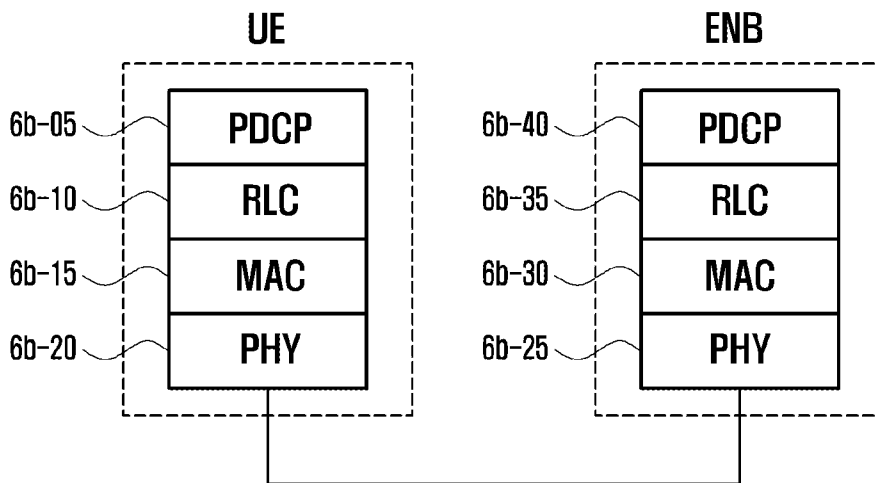 UE
ENB
6b-05
PDCP
6b-40
PDCP
6b-10
RLC
6b-35
RLC
6b-15
MAC
6b-30
MAC
6b-20
PHY
6b-25
PHY